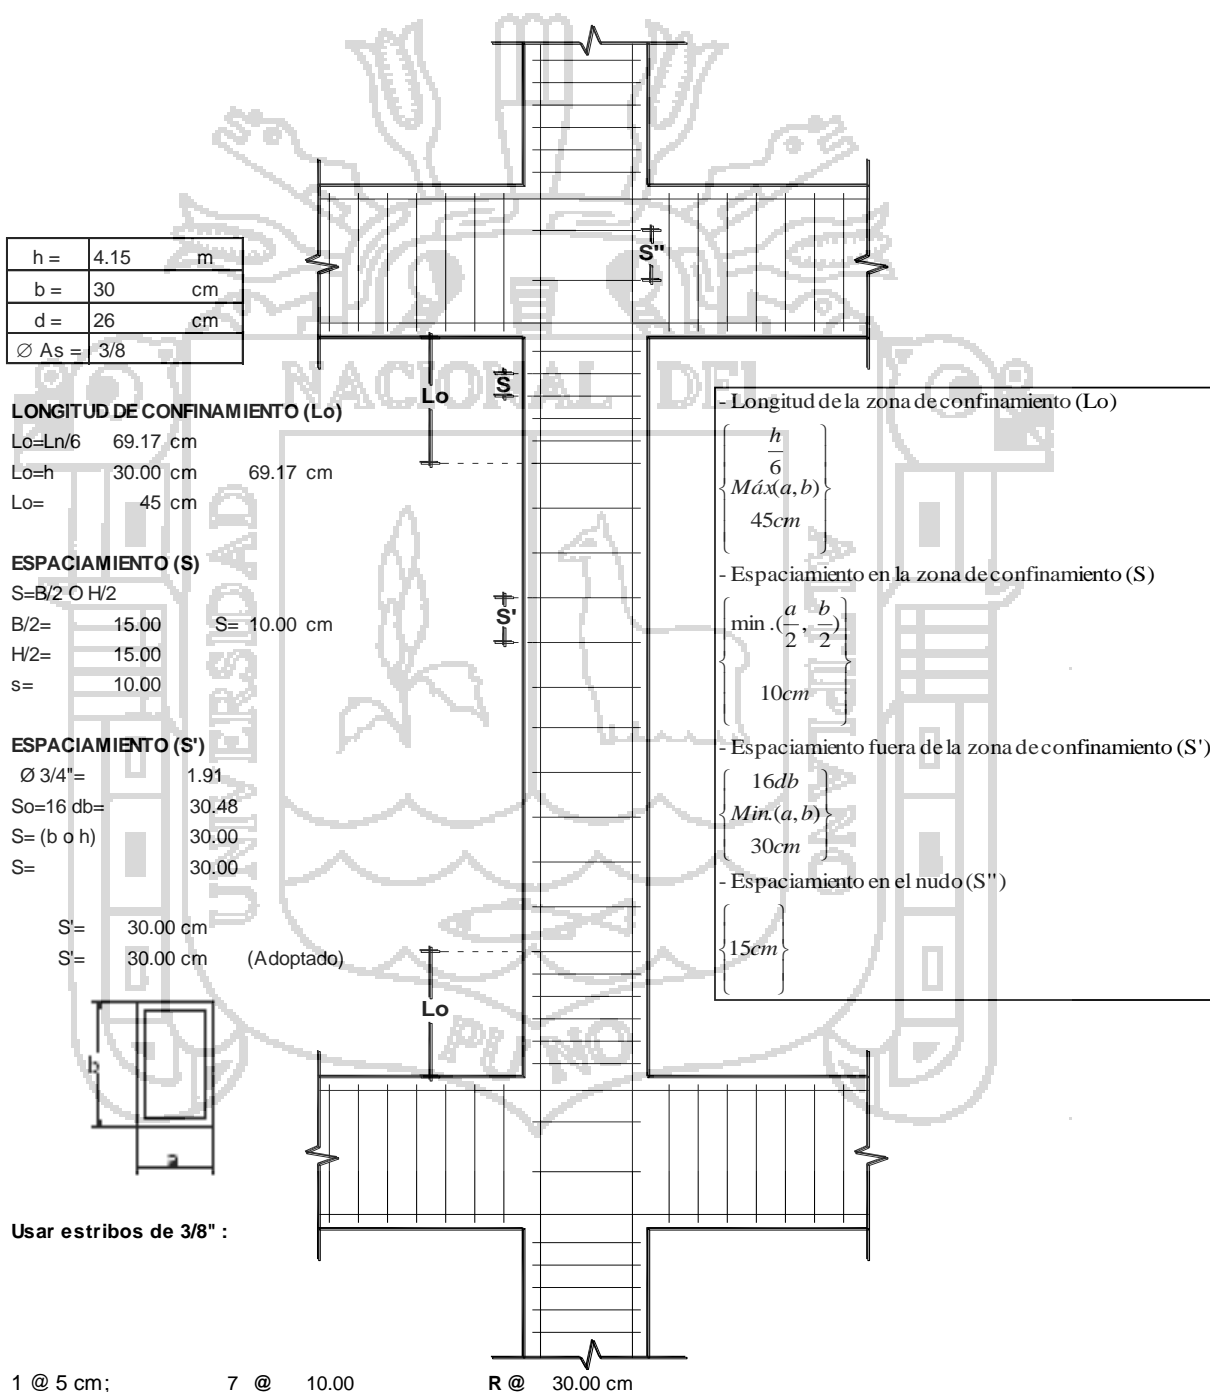 h = 4.15 m
b = 30 cm
d = 26 cm
∅ As = 3/8
LONGITUD DE CONFINAMIENTO (Lo)
Lo=Ln/6 69.17 cm
Lo=h 30.00 cm 69.17 cm
Lo= 45 cm
ESPACIAMIENTO (S)
S=B/2 O H/2
B/2= 15.00 S= 10.00 cm
H/2= 15.00
s= 10.00
ESPACIAMIENTO (S')
Ø 3/4"= 1.91
So=16 db= 30.48
S= (b o h) 30.00
S= 30.00
S'= 30.00 cm
S'= 30.00 cm (Adoptado)
b
a
Usar estribos de 3/8" :
1 @ 5 cm; 7 @ 10.00 R @ 30.00 cm
S"
S
Lo
S'
Lo
- Longitud de la zona de confinamiento (Lo)
h/6
Máx(a,b)
45cm
- Espaciamiento en la zona de confinamiento (S)
min .(a/2, b/2)
10cm
- Espaciamiento fuera de la zona de confinamiento (S')
16db
Min.(a,b)
30cm
- Espaciamiento en el nudo (S")
15cm
UNIVERSIDAD
NACIONAL DEL
ALTIPLANO
PUNO